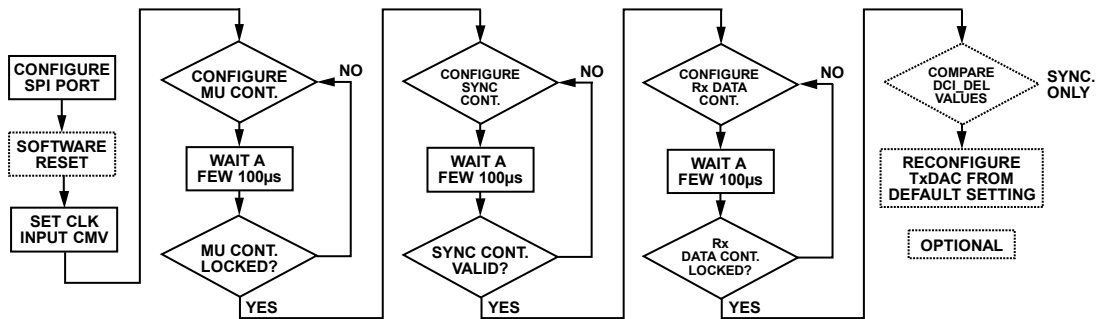 CONFIGURE
SPI PORT
SOFTWARE
RESET
SET CLK
INPUT CMV
CONFIGURE
MU CONT.
NO
WAIT A
FEW 100µs
MU CONT.
LOCKED?
YES
CONFIGURE
SYNC
CONT.
NO
WAIT A
FEW 100µs
SYNC CONT.
VALID?
YES
CONFIGURE
Rx DATA
CONT.
NO
WAIT A
FEW 100µs
Rx
DATA CONT.
LOCKED?
YES
COMPARE
DCI_DEL
VALUES
SYNC.
ONLY
RECONFIGURE
TxDAC FROM
DEFAULT SETTING
OPTIONAL